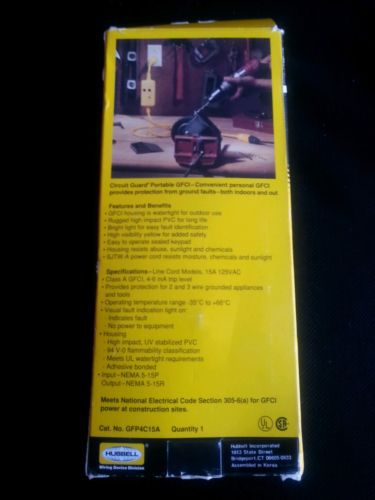 Circuit Guard® Portable GFCI—Convenient personal GFCI
provides protection from ground faults—both indoors and out
Features and Benefits
• GFCI housing is watertight for outdoor use
• Rugged high impact PVC for long life
• Bright light for easy fault identification
• High visibility yellow for added safety
• Easy to operate sealed keypad
• Housing resists abuse, sunlight and chemicals
• SJTW-A power cord resists moisture, chemicals and sunlight
Specifications—Line Cord Models, 15A 125VAC
• Class A GFCI, 4-6 mA trip level
• Provides protection for 2 and 3 wire grounded appliances
and tools
• Operating temperature range -35°C to +66°C
• Visual fault indication light on:
- Indicates fault
- No power to equipment
• Housing
- High impact, UV stabilized PVC
- 94 V-0 flammability classification
- Meets UL watertight requirements
- Adhesive bonded
• Input—NEMA 5-15P
Output—NEMA 5-15R
Meets National Electrical Code Section 305-6(a) for GFCI
power at construction sites.
Cat. No. GFP4C15A Quantity 1
UL
SA
HUBBELL
Wiring Device Division
Hubbell Incorporated
1613 State Street
Bridgeport, CT 06605-0933
Assembled in Korea